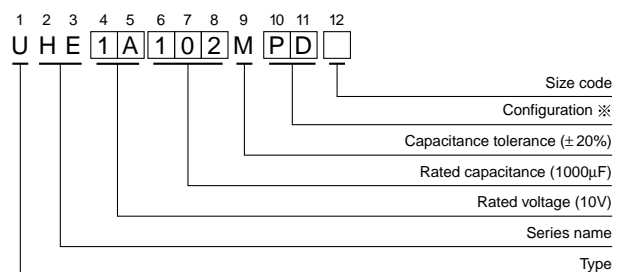 1 2 3 4 5 6 7 8 9 10 11 12
U H E 1 A 1 0 2 M P D
Size code
Configuration ※
Capacitance tolerance (±20%)
Rated capacitance (1000μF)
Rated voltage (10V)
Series name
Type